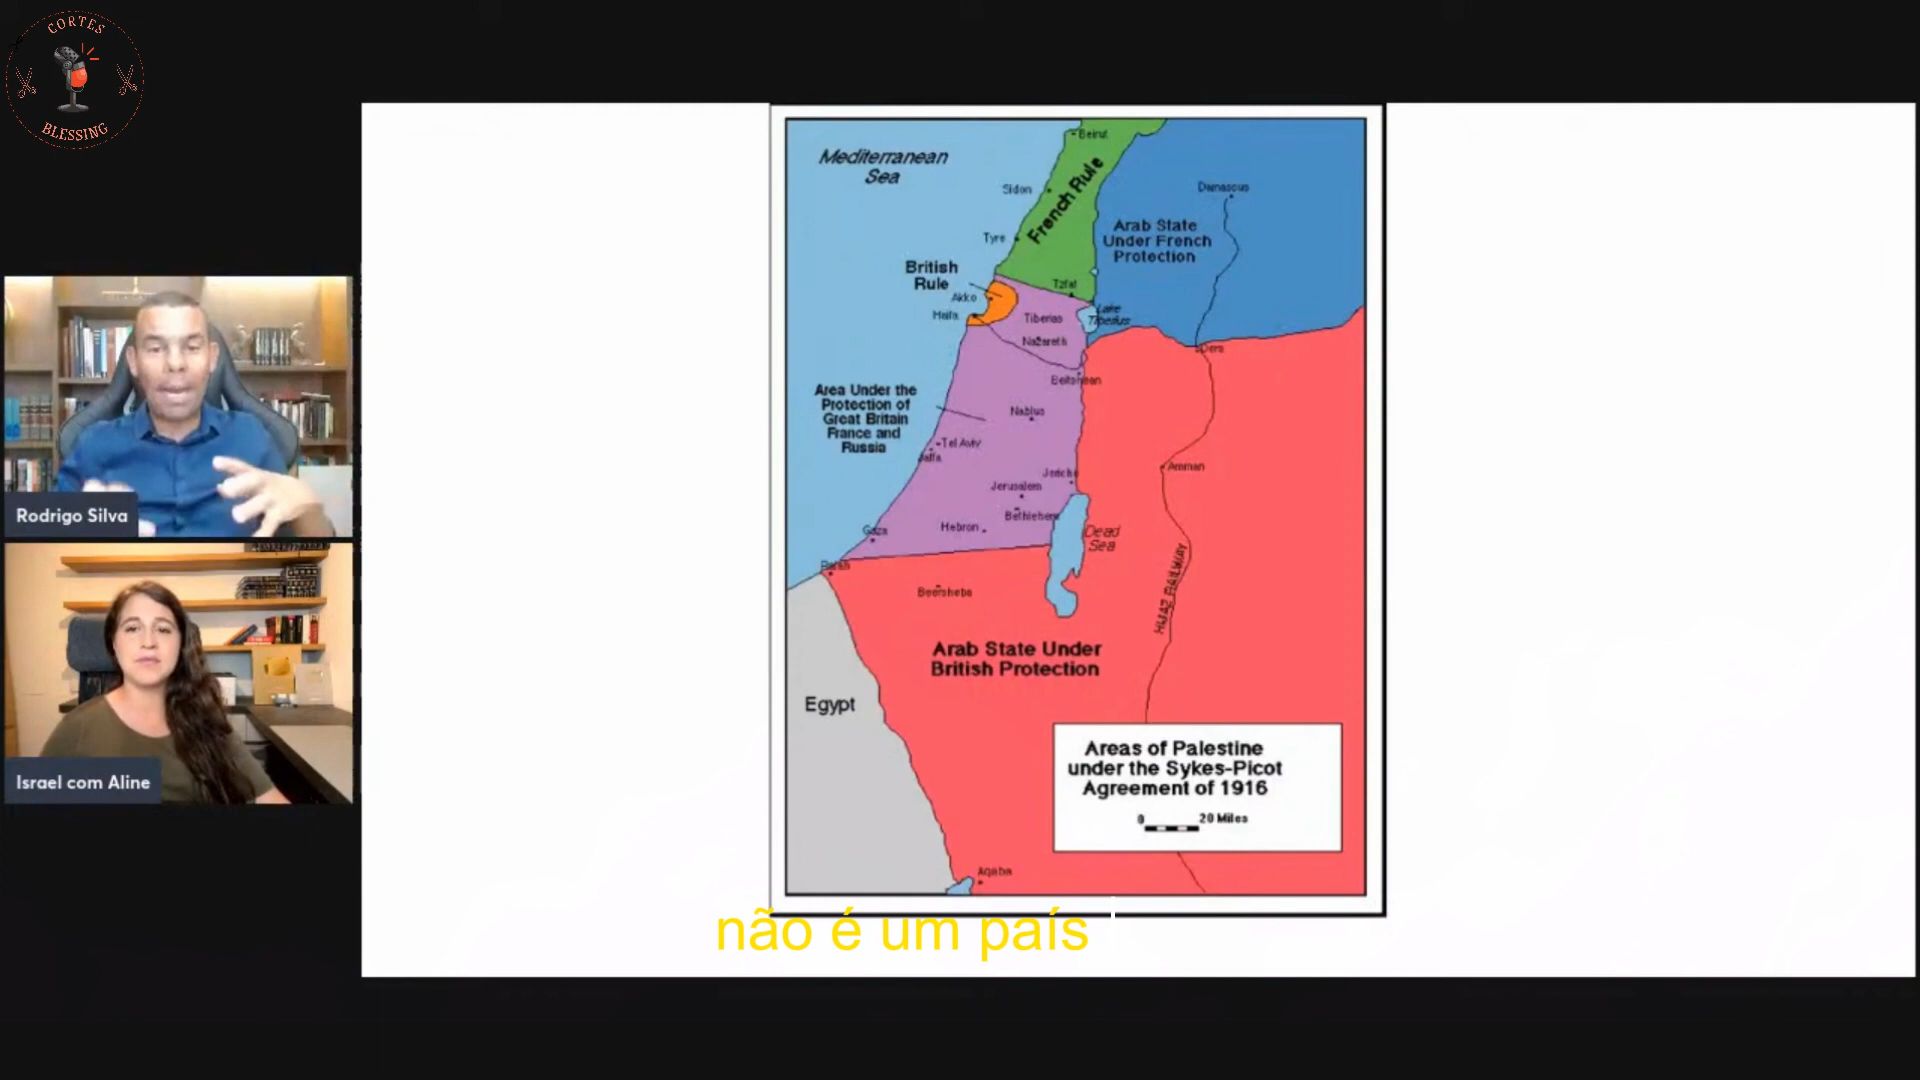 CORTES
BLESSING
Rodrigo Silva
Israel com Aline
Mediterranean
Sea
Beirut
Sidon
French Rule
Damascus
Tyre
Arab State
Under French
Protection
British
Rule
Akko
Haifa
Tzfat
Lake
Tiberius
Tiberias
Nazareth
Dera
Beitshean
Area Under the
Protection of
Great Britain
France and
Russia
Nablus
Tel Aviv
Jaffa
Amman
Jericho
Jerusalem
Bethlehem
Hebron
Gaza
Dead
Sea
Rafah
Beersheba
HIJAZ RAILWAY
Arab State Under
British Protection
Egypt
Areas of Palestine
under the Sykes-Picot
Agreement of 1916
0 20 Miles
Aqaba
não é um país